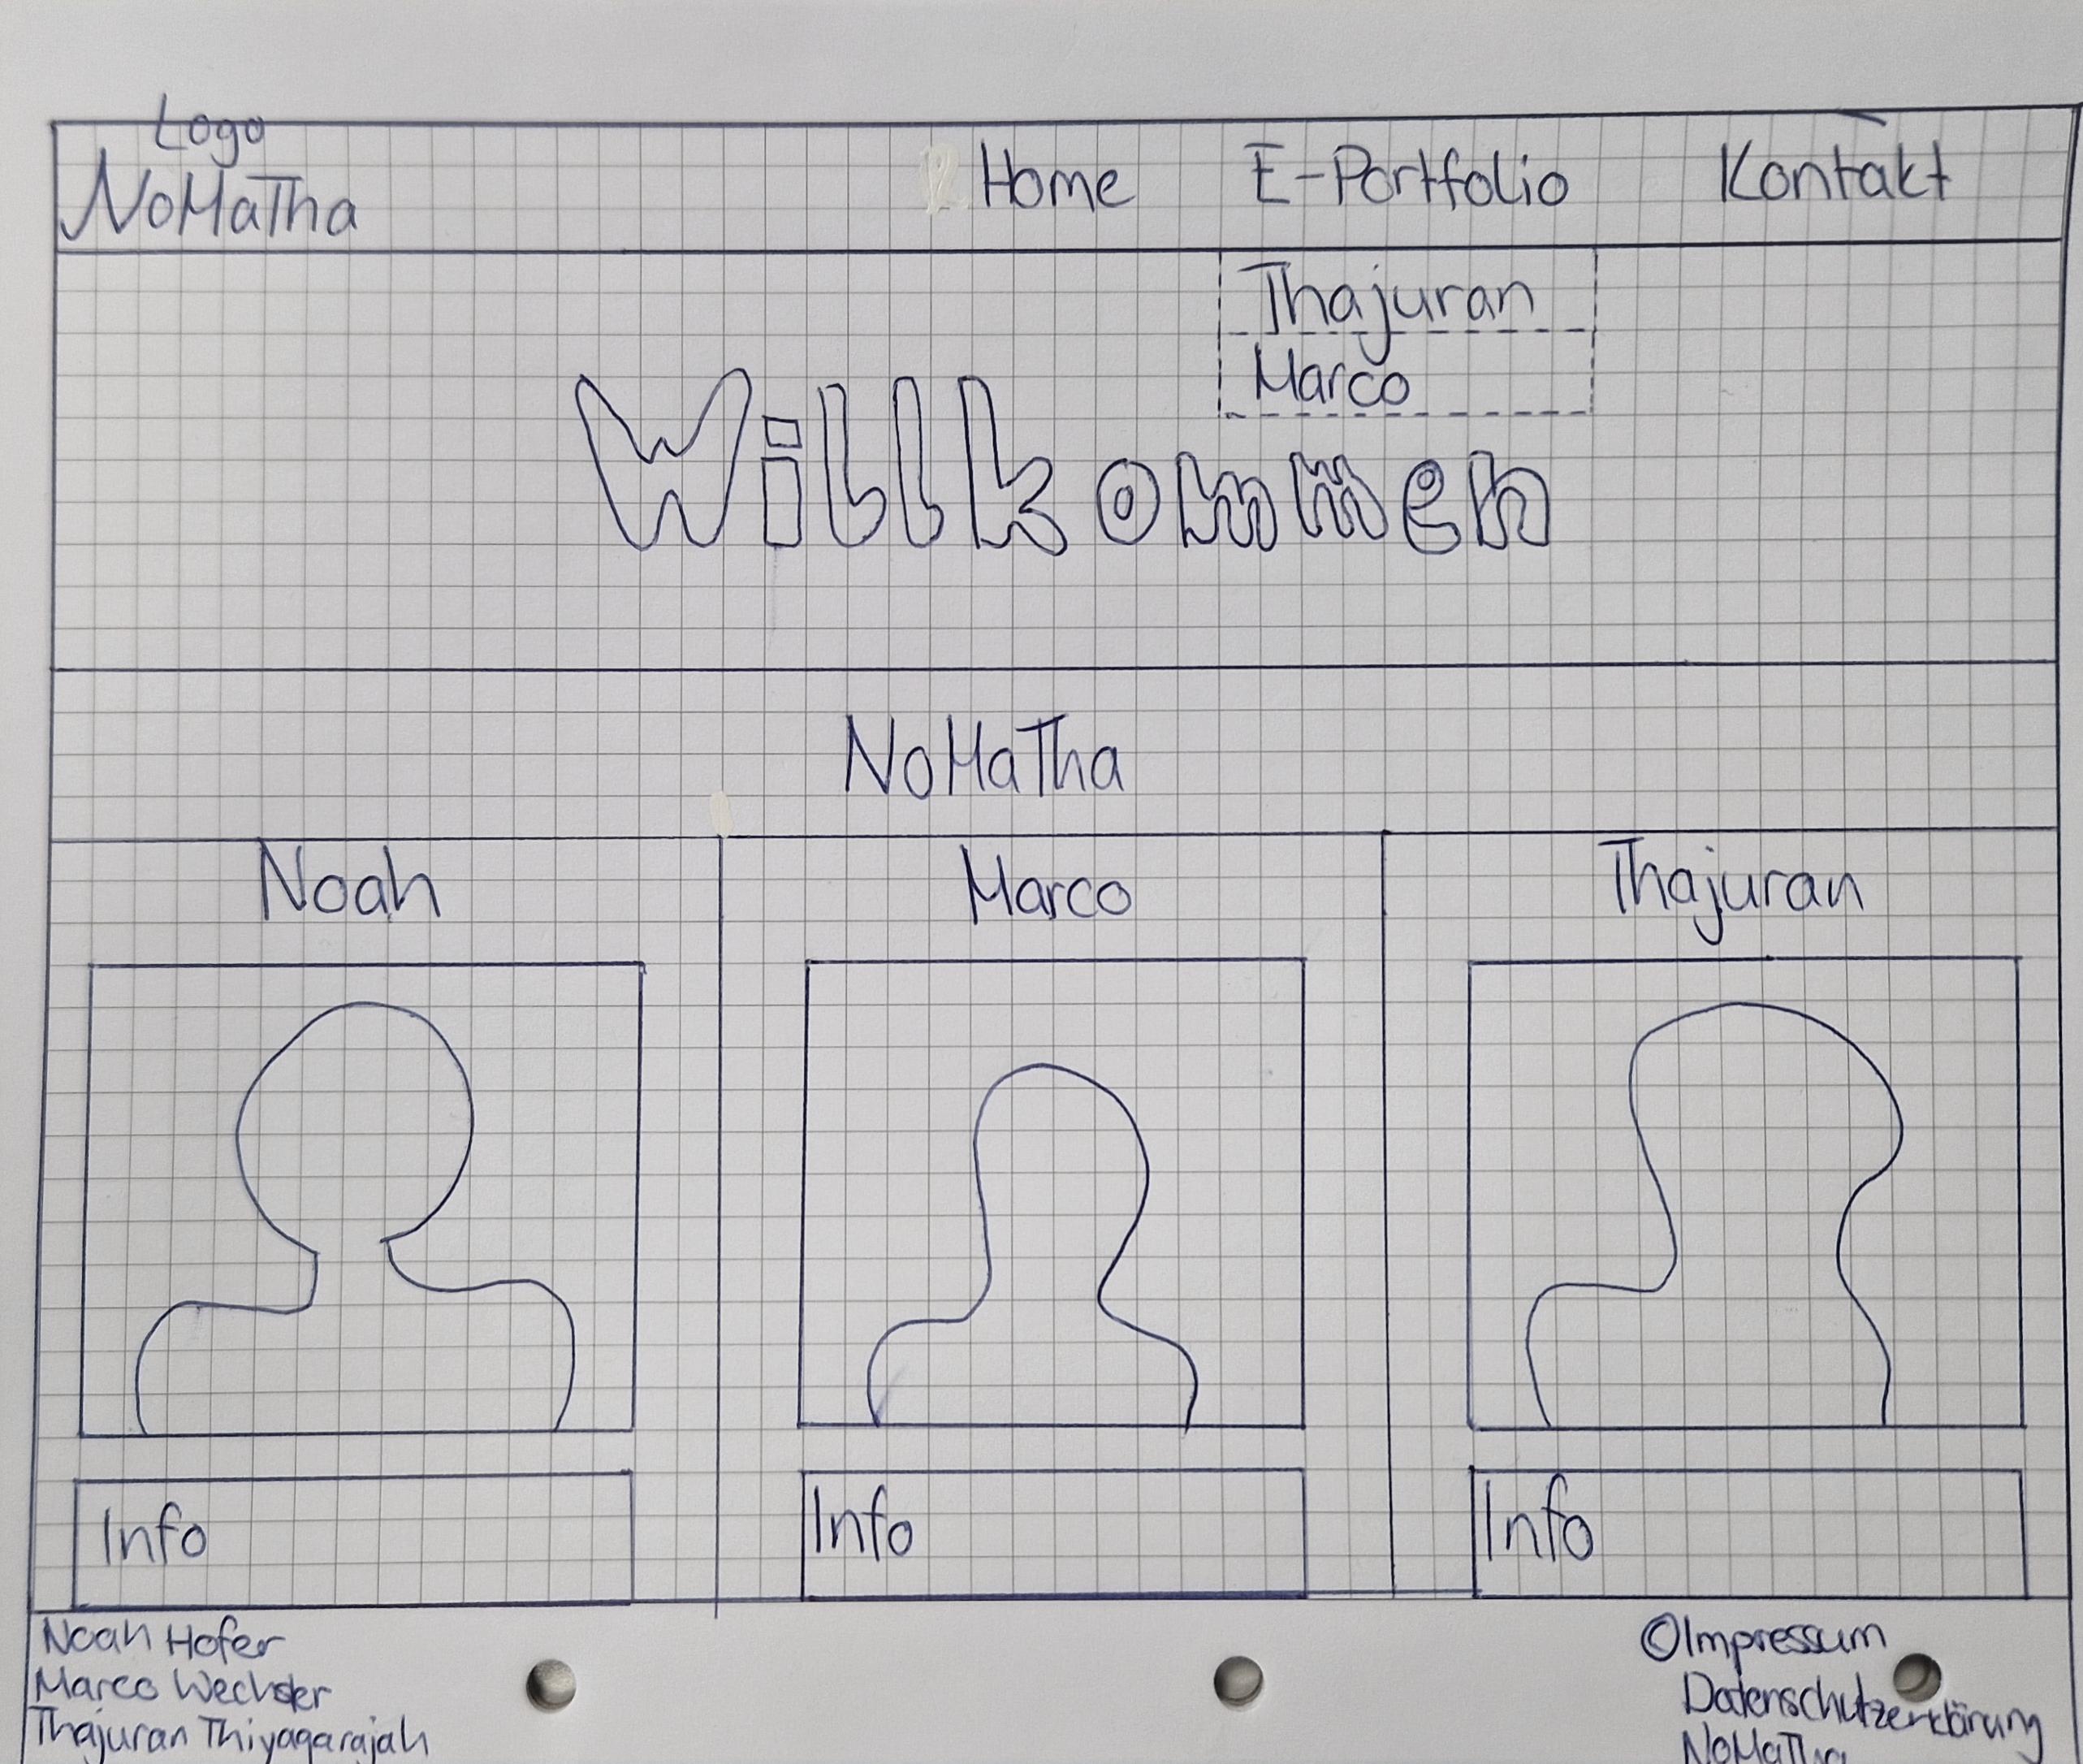 Logo
NoMaTha
Home E-Portfolio Kontakt
Thajuran
Marco
Willkommen
NoMaTha
Noah Marco Thajuran
Info Info Info
Noah Hofer
Marco
Thajuran Thiyagarajah
©Impressum
Datenschutzerklärung
NoMaTha